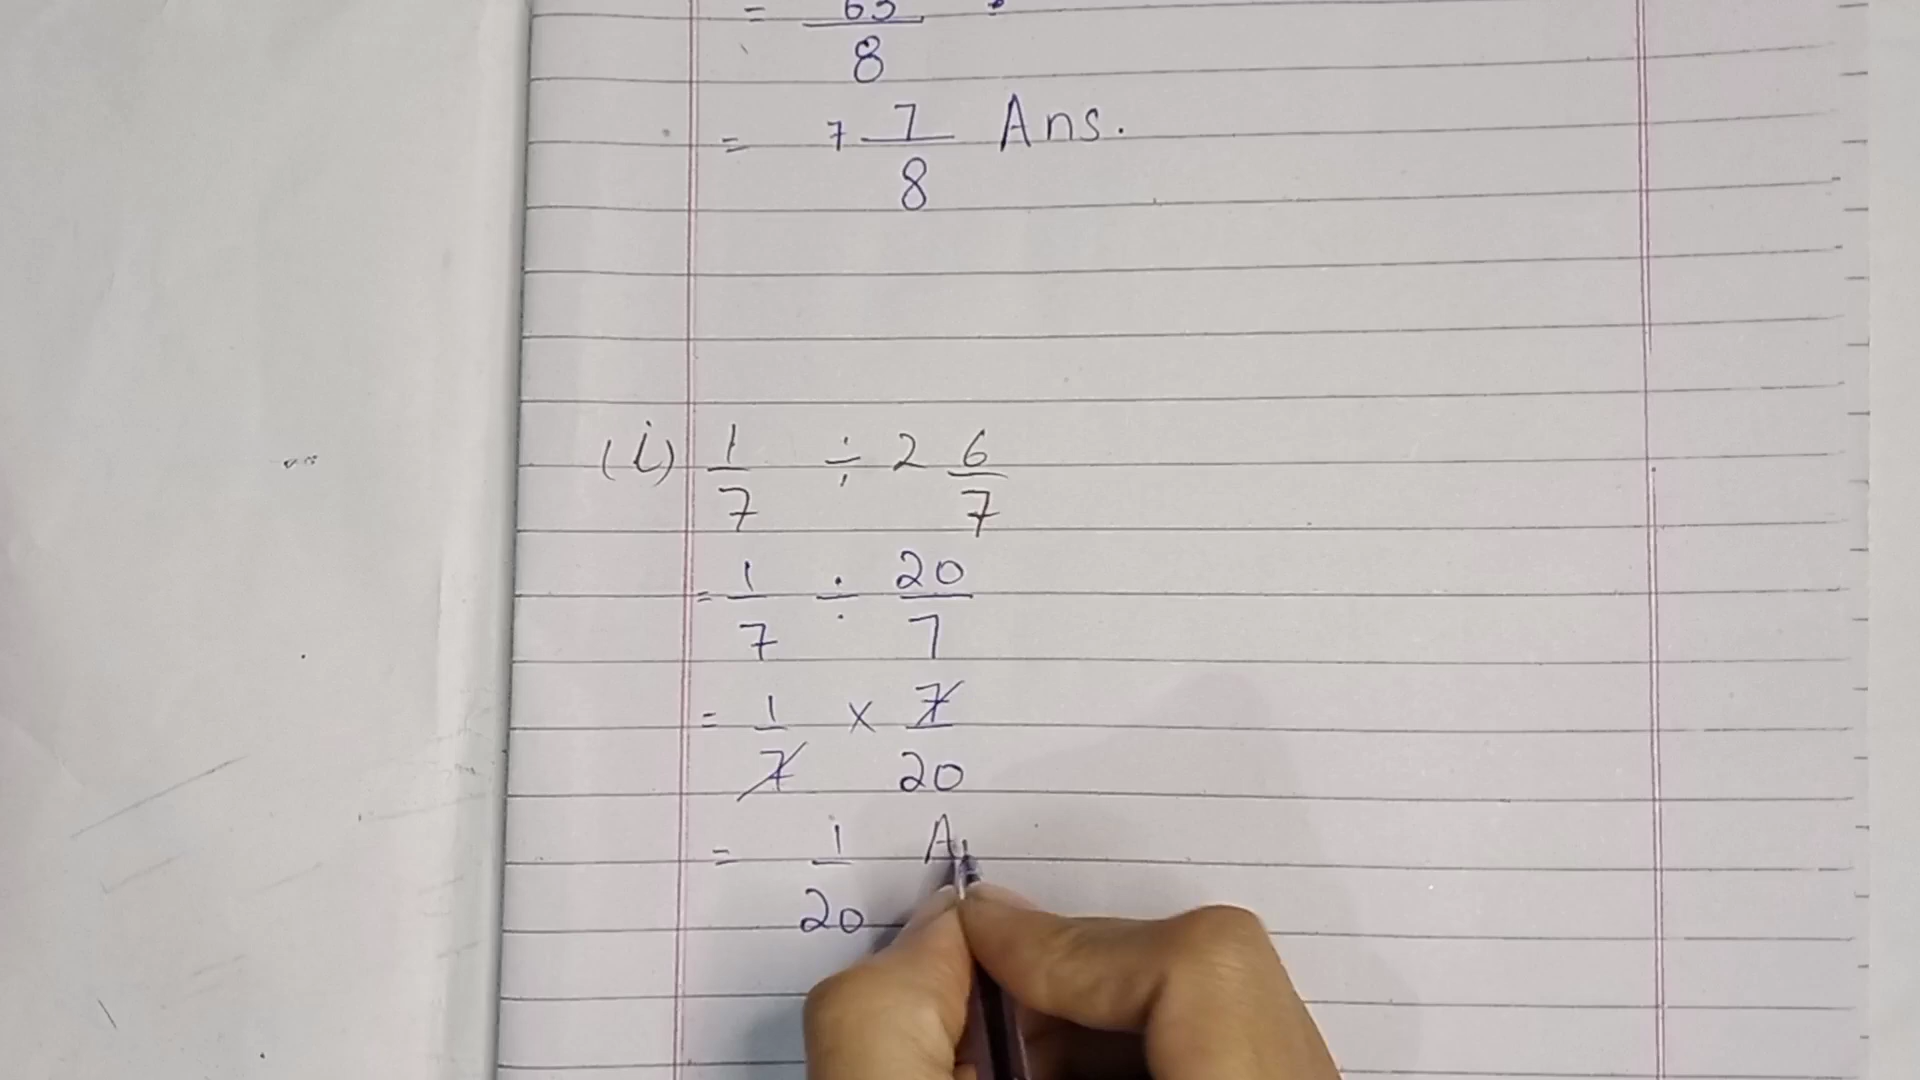 = 63/8
= 7 7/8 Ans.
(i) 1/7 ÷ 2 6/7
= 1/7 ÷ 20/7
= 1/7 × 7/20
= 1/20 An